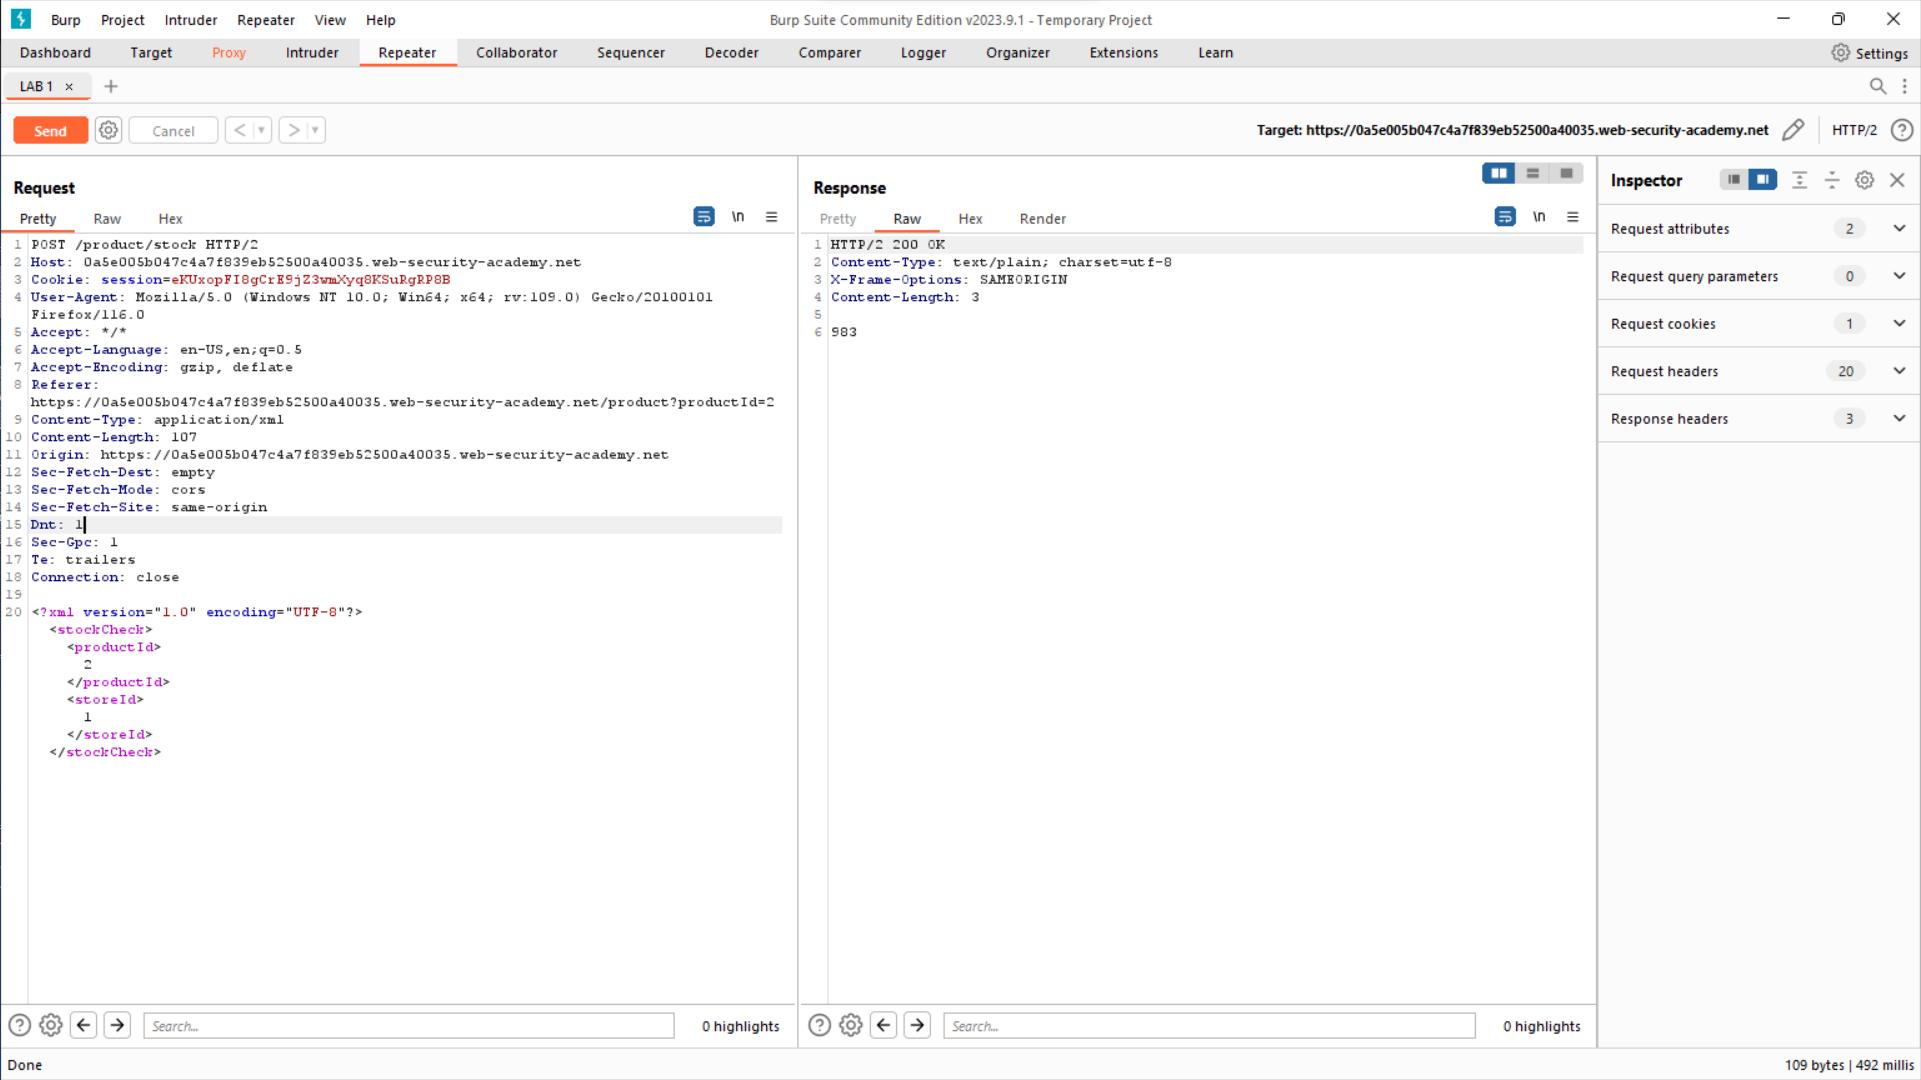 Burp Project Intruder Repeater View Help
Burp Suite Community Edition v2023.9.1 - Temporary Project
Dashboard Target Proxy Intruder Repeater Collaborator Sequencer Decoder Comparer Logger Organizer Extensions Learn
Settings
LAB 1 × +
Send Cancel < >
Target: https://0a5e005b047c4a7f839eb52500a40035.web-security-academy.net HTTP/2 ?
Request
Pretty Raw Hex \n
1 POST /product/stock HTTP/2
2 Host: 0a5e005b047c4a7f839eb52500a40035.web-security-academy.net
3 Cookie: session=eKUxopFI8gCrE9jZ3wmXyq8KSuRgRP8B
4 User-Agent: Mozilla/5.0 (Windows NT 10.0; Win64; x64; rv:109.0) Gecko/20100101
Firefox/116.0
5 Accept: */*
6 Accept-Language: en-US,en;q=0.5
7 Accept-Encoding: gzip, deflate
8 Referer:
https://0a5e005b047c4a7f839eb52500a40035.web-security-academy.net/product?productId=2
9 Content-Type: application/xml
10 Content-Length: 107
11 Origin: https://0a5e005b047c4a7f839eb52500a40035.web-security-academy.net
12 Sec-Fetch-Dest: empty
13 Sec-Fetch-Mode: cors
14 Sec-Fetch-Site: same-origin
15 Dnt: 1
16 Sec-Gpc: 1
17 Te: trailers
18 Connection: close
19
20 <?xml version="1.0" encoding="UTF-8"?>
<stockCheck>
<productId>
2
</productId>
<storeId>
1
</storeId>
</stockCheck>
? Search... 0 highlights
Response
Pretty Raw Hex Render \n
1 HTTP/2 200 OK
2 Content-Type: text/plain; charset=utf-8
3 X-Frame-Options: SAMEORIGIN
4 Content-Length: 3
5
6 983
? Search... 0 highlights
Inspector
Request attributes 2
Request query parameters 0
Request cookies 1
Request headers 20
Response headers 3
Done
109 bytes | 492 millis